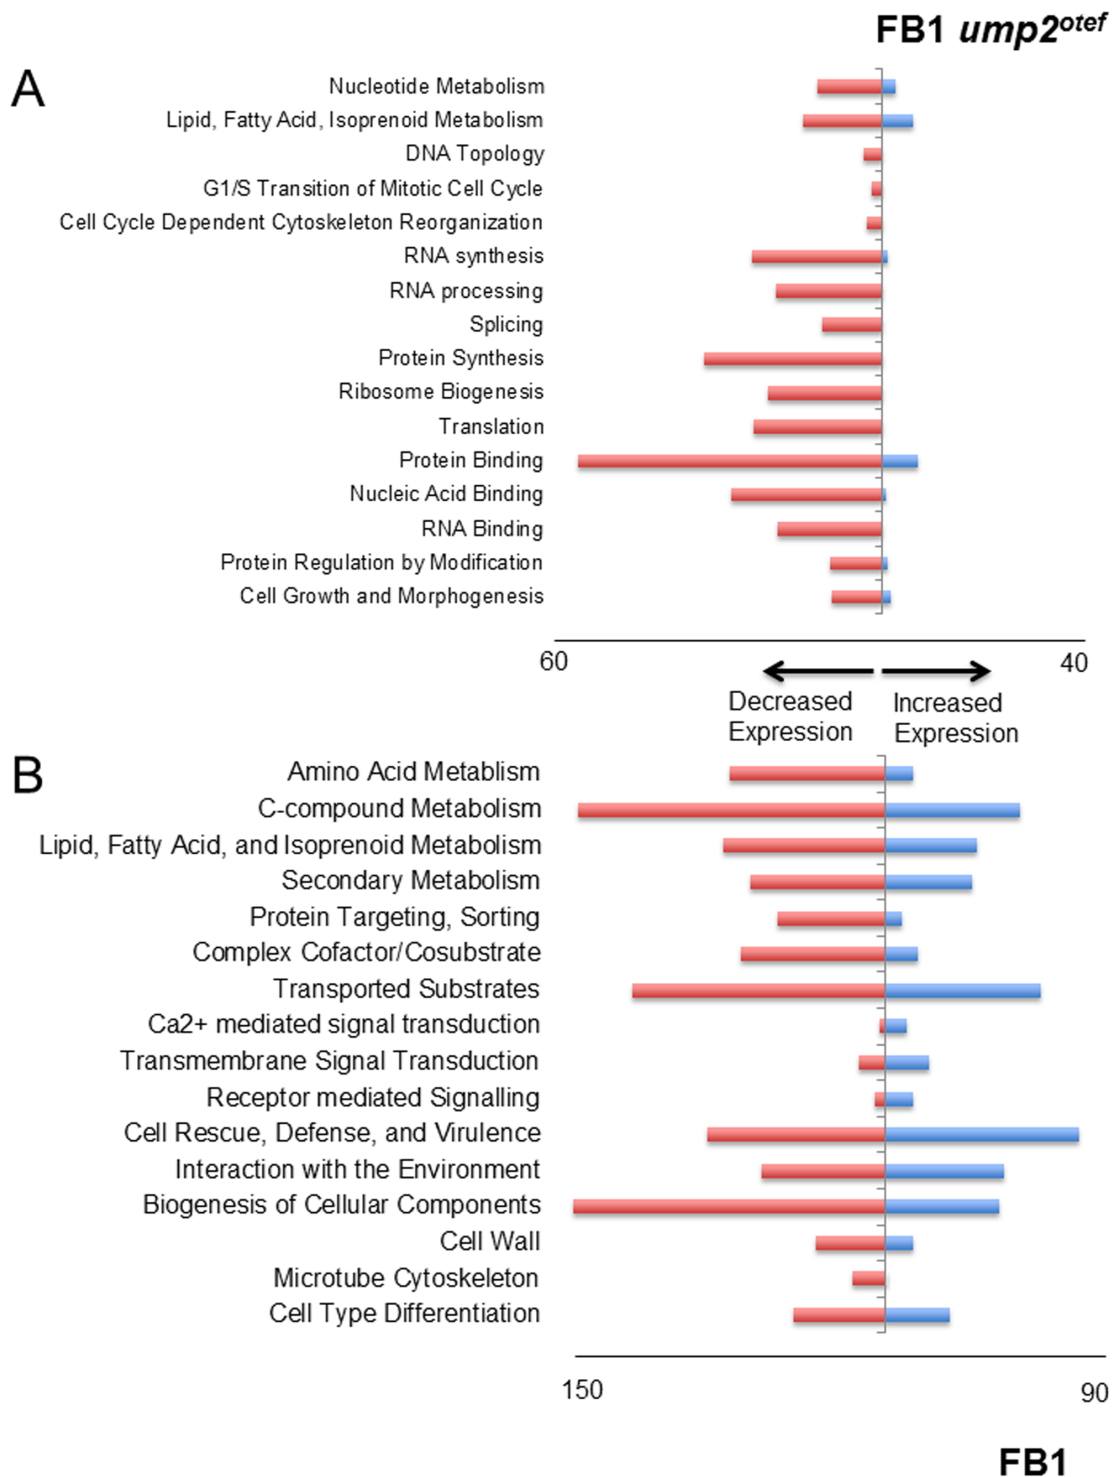 FB1 ump2otef
A
Nucleotide Metabolism
Lipid, Fatty Acid, Isoprenoid Metabolism
DNA Topology
G1/S Transition of Mitotic Cell Cycle
Cell Cycle Dependent Cytoskeleton Reorganization
RNA synthesis
RNA processing
Splicing
Protein Synthesis
Ribosome Biogenesis
Translation
Protein Binding
Nucleic Acid Binding
RNA Binding
Protein Regulation by Modification
Cell Growth and Morphogenesis
60 40
Decreased Expression
Increased Expression
B
Amino Acid Metablism
C-compound Metabolism
Lipid, Fatty Acid, and Isoprenoid Metabolism
Secondary Metabolism
Protein Targeting, Sorting
Complex Cofactor/Cosubstrate
Transported Substrates
Ca2+ mediated signal transduction
Transmembrane Signal Transduction
Receptor mediated Signalling
Cell Rescue, Defense, and Virulence
Interaction with the Environment
Biogenesis of Cellular Components
Cell Wall
Microtube Cytoskeleton
Cell Type Differentiation
150 90
FB1